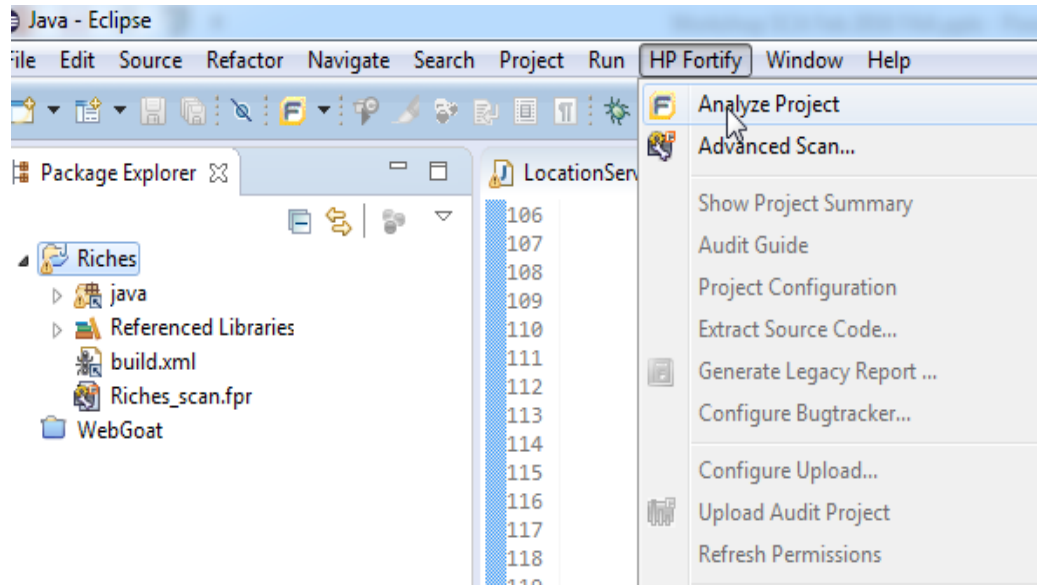 Java - Eclipse
File Edit Source Refactor Navigate Search Project Run HP Fortify Window Help
Package Explorer
LocationServ
Riches
java
Referenced Libraries
build.xml
Riches_scan.fpr
WebGoat
106
107
108
109
110
111
112
113
114
115
116
117
118
119
Analyze Project
Advanced Scan...
Show Project Summary
Audit Guide
Project Configuration
Extract Source Code...
Generate Legacy Report ...
Configure Bugtracker...
Configure Upload...
Upload Audit Project
Refresh Permissions